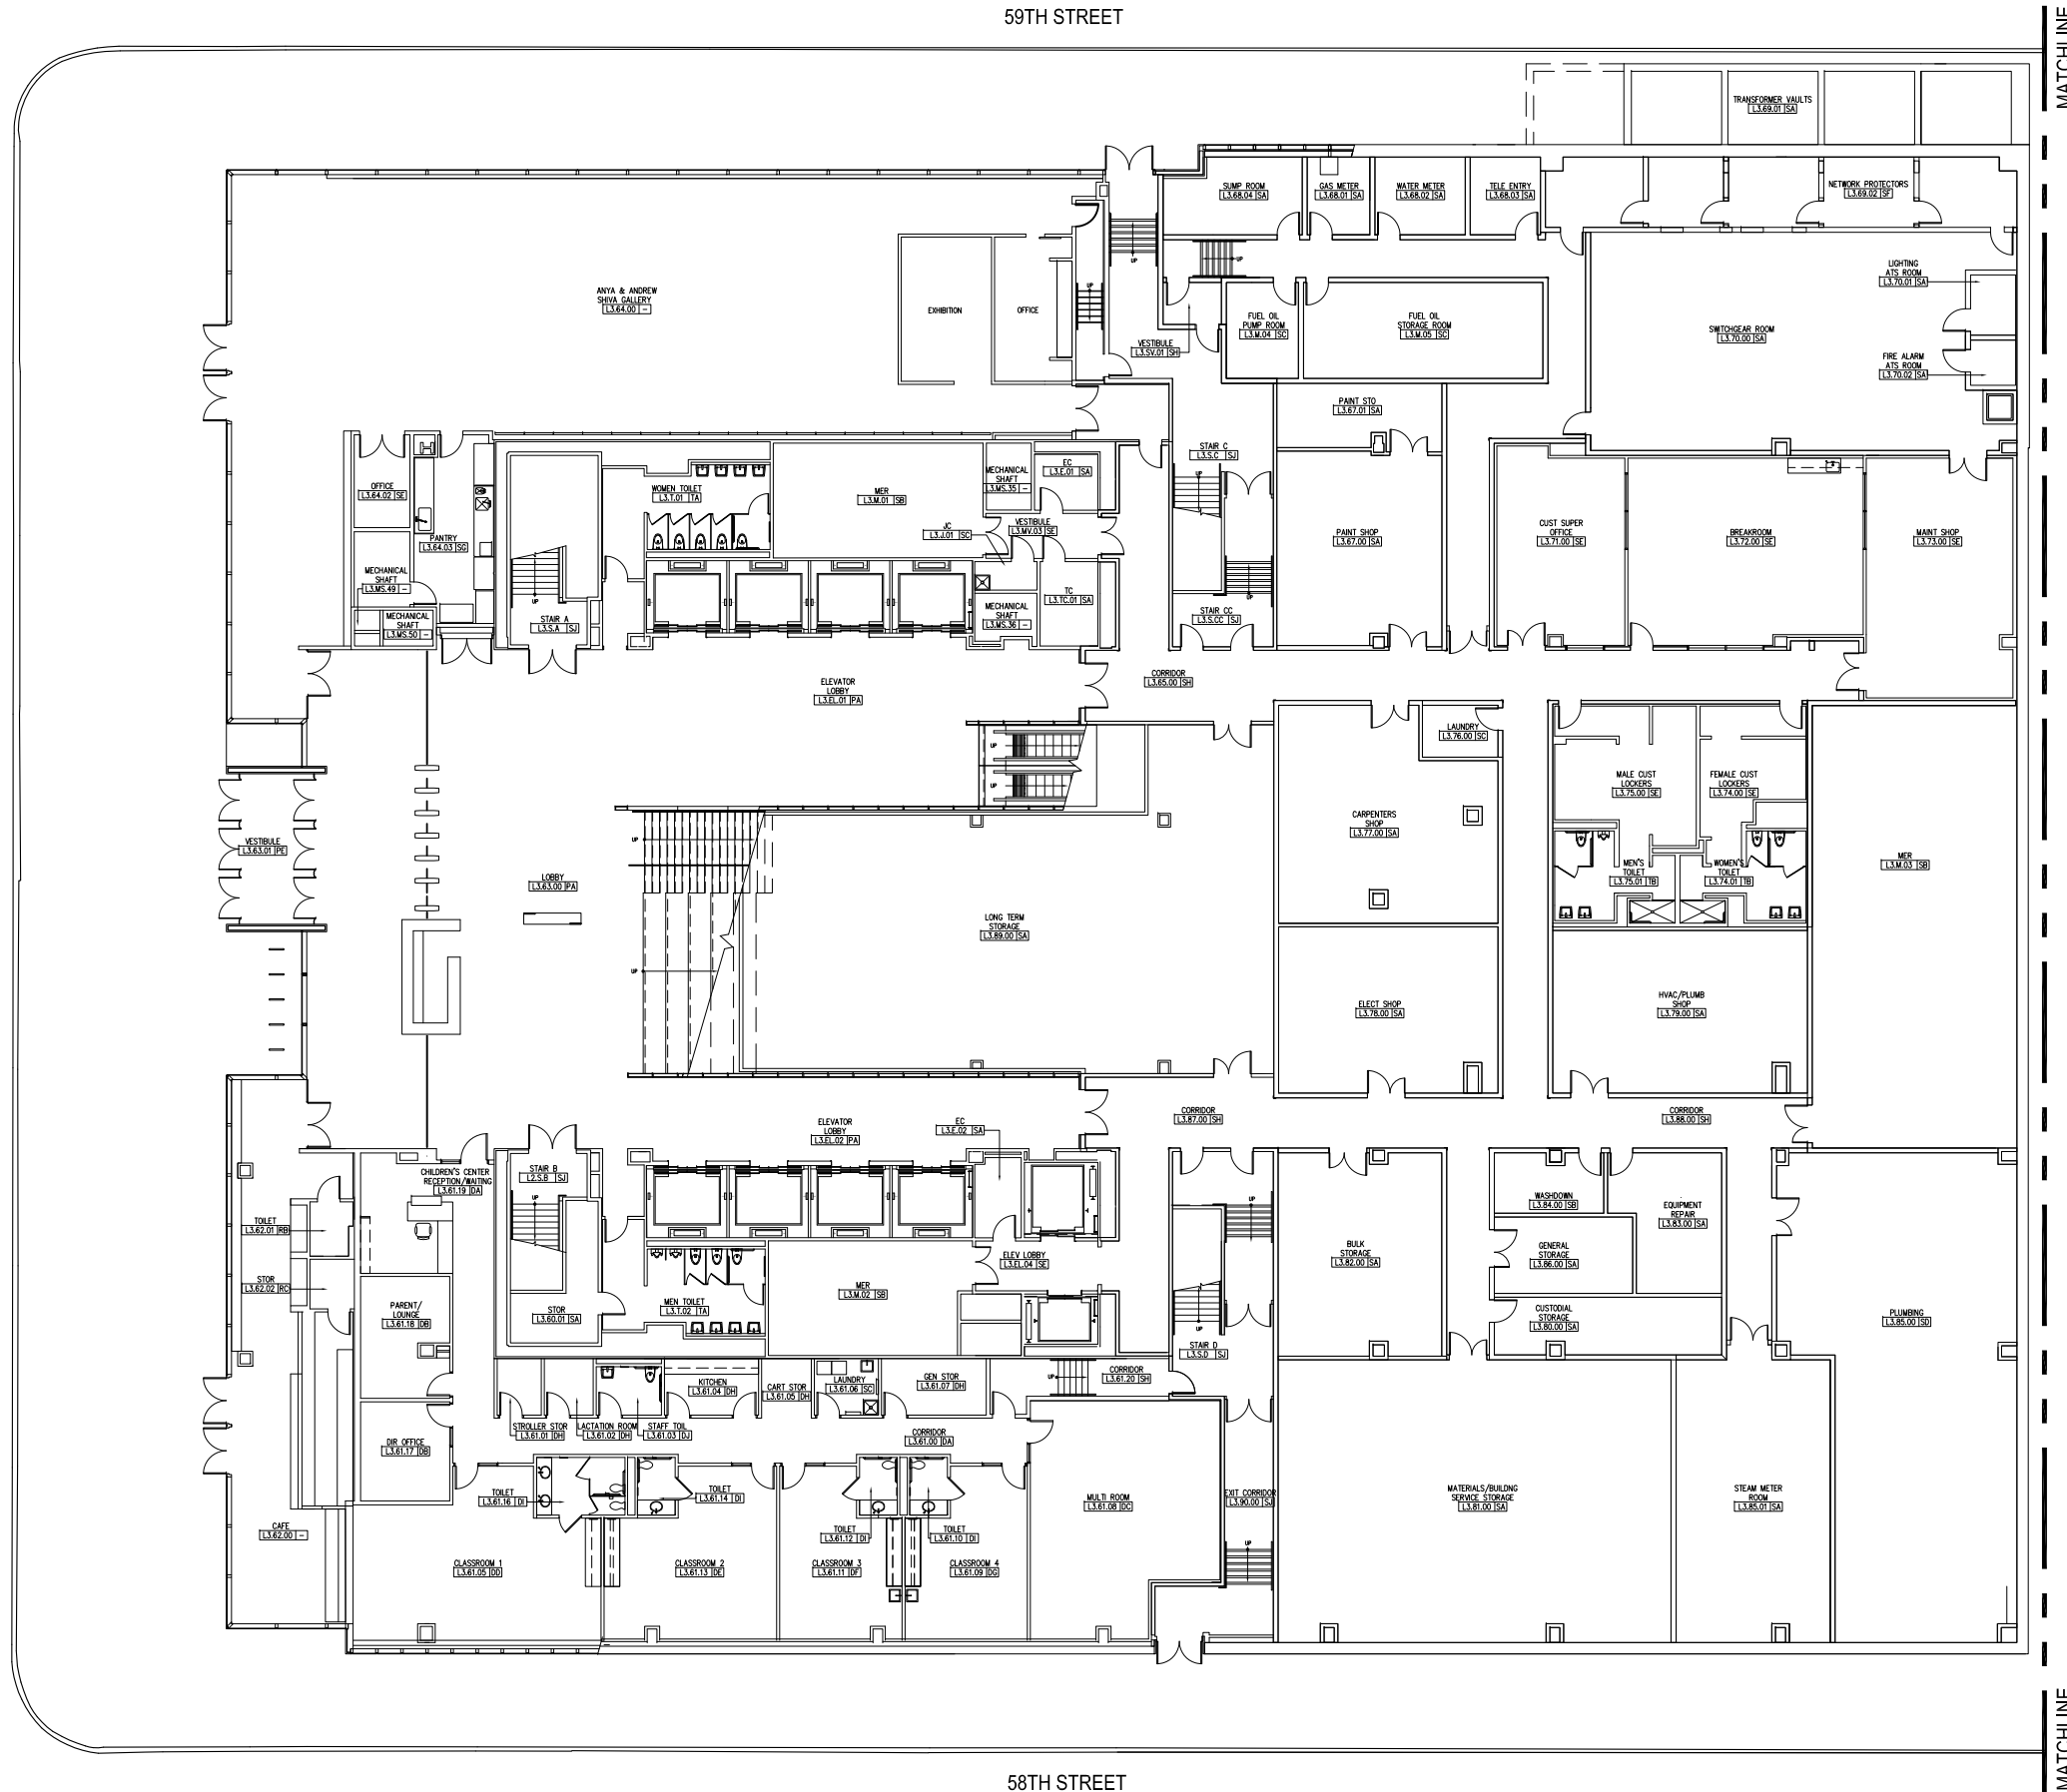 59TH STREET
MATCHLINE
TRANSFORMER VAULTS
L3.69.01 SA
SUMP ROOM
L3.68.04 SA
GAS METER
L3.68.01 SA
WATER METER
L3.68.02 SA
TELE ENTRY
L3.68.03 SA
NETWORK PROTECTORS
L3.69.02 SF
UP
UP
LIGHTING
ATS ROOM
L3.70.01 SA
ANYA & ANDREW
SHIVA GALLERY
L3.64.00 -
EXHIBITION
OFFICE
UP
FUEL OIL
PUMP ROOM
L3.M.04 SC
FUEL OIL
STORAGE ROOM
L3.M.05 SC
SWITCHGEAR ROOM
L3.70.00 SA
VESTIBULE
L3.SV.01 SH
FIRE ALARM
ATS ROOM
L3.70.02 SA
PAINT STO
L3.67.01 SA
STAIR C
L3.S.C SJ
OFFICE
L3.64.02 SE
WOMEN TOILET
L3.T.01 TA
MER
L3.M.01 SB
MECHANICAL
SHAFT
L3.MS.35 -
EC
L3.E.01 SA
PANTRY
L3.64.03 SG
JC
L3.J.01 SC
VESTIBULE
L3.MV.03 SE
UP
PAINT SHOP
L3.67.00 SA
CUST SUPER
OFFICE
L3.71.00 SE
BREAKROOM
L3.72.00 SE
MAINT SHOP
L3.73.00 SE
MECHANICAL
SHAFT
L3.MS.49 -
UP
UP
MECHANICAL
SHAFT
L3.MS.50 -
STAIR A
L3.S.A SJ
MECHANICAL
SHAFT
L3.MS.36 -
TC
L3.TC.01 SA
STAIR CC
L3.S.CC SJ
ELEVATOR
LOBBY
L3.EL.01 PA
CORRIDOR
L3.65.00 SH
LAUNDRY
L3.76.00 SC
UP
UP
MALE CUST
LOCKERS
L3.75.00 SE
FEMALE CUST
LOCKERS
L3.74.00 SE
CARPENTERS
SHOP
L3.77.00 SA
VESTIBULE
L3.63.01 PE
UP
MEN'S
TOILET
L3.75.01 TB
WOMEN'S
TOILET
L3.74.01 TB
MER
L3.M.03 SB
LOBBY
L3.63.00 PA
LONG TERM
STORAGE
L3.89.00 SA
UP
ELECT SHOP
L3.78.00 SA
HVAC/PLUMB
SHOP
L3.79.00 SA
ELEVATOR
LOBBY
L3.EL.02 PA
EC
L3.E.02 SA
CORRIDOR
L3.87.00 SH
CORRIDOR
L3.88.00 SH
CHILDREN'S CENTER
RECEPTION/WAITING
L3.61.19 DA
STAIR B
L2.S.B SJ
UP
UP
WASHDOWN
L3.84.00 SB
EQUIPMENT
REPAIR
L3.83.00 SA
TOILET
L3.62.01 RB
BULK
STORAGE
L3.82.00 SA
GENERAL
STORAGE
L3.86.00 SA
ELEV LOBBY
L3.EL.04 SE
STOR
L3.62.02 RC
MER
L3.M.02 SB
PARENT/
LOUNGE
L3.61.18 DB
STOR
L3.60.01 SA
MEN TOILET
L3.T.02 TA
UP
CUSTODIAL
STORAGE
L3.80.00 SA
PLUMBING
L3.85.00 SD
STAIR D
L3.S.D SJ
KITCHEN
L3.61.04 DH
CART STOR
L3.61.05 DH
LAUNDRY
L3.61.06 SC
GEN STOR
L3.61.07 DH
UP
CORRIDOR
L3.61.20 SH
STROLLER STOR
L3.61.01 DH
LACTATION ROOM
L3.61.02 DH
STAFF TOIL
L3.61.03 DJ
CORRIDOR
L3.61.00 DA
DIR OFFICE
L3.61.17 DB
TOILET
L3.61.16 DI
TOILET
L3.61.14 DI
MULTI ROOM
L3.61.08 DC
EXIT CORRIDOR
L3.90.00 SJ
MATERIALS/BUILDNG
SERVICE STORAGE
L3.81.00 SA
STEAM METER
ROOM
L3.85.01 SA
CAFE
L3.62.00 -
TOILET
L3.61.12 DI
TOILET
L3.61.10 DI
UP
CLASSROOM 1
L3.61.05 DD
CLASSROOM 2
L3.61.13 DE
CLASSROOM 3
L3.61.11 DF
CLASSROOM 4
L3.61.09 DG
MATCHLINE
58TH STREET